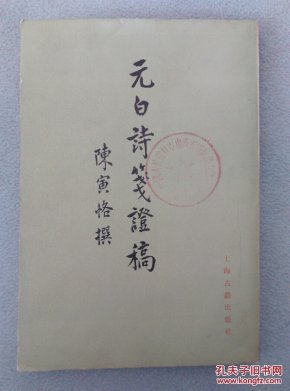 元白詩箋證稿
陳寅恪撰
上海古籍出版社
孔夫子旧书网